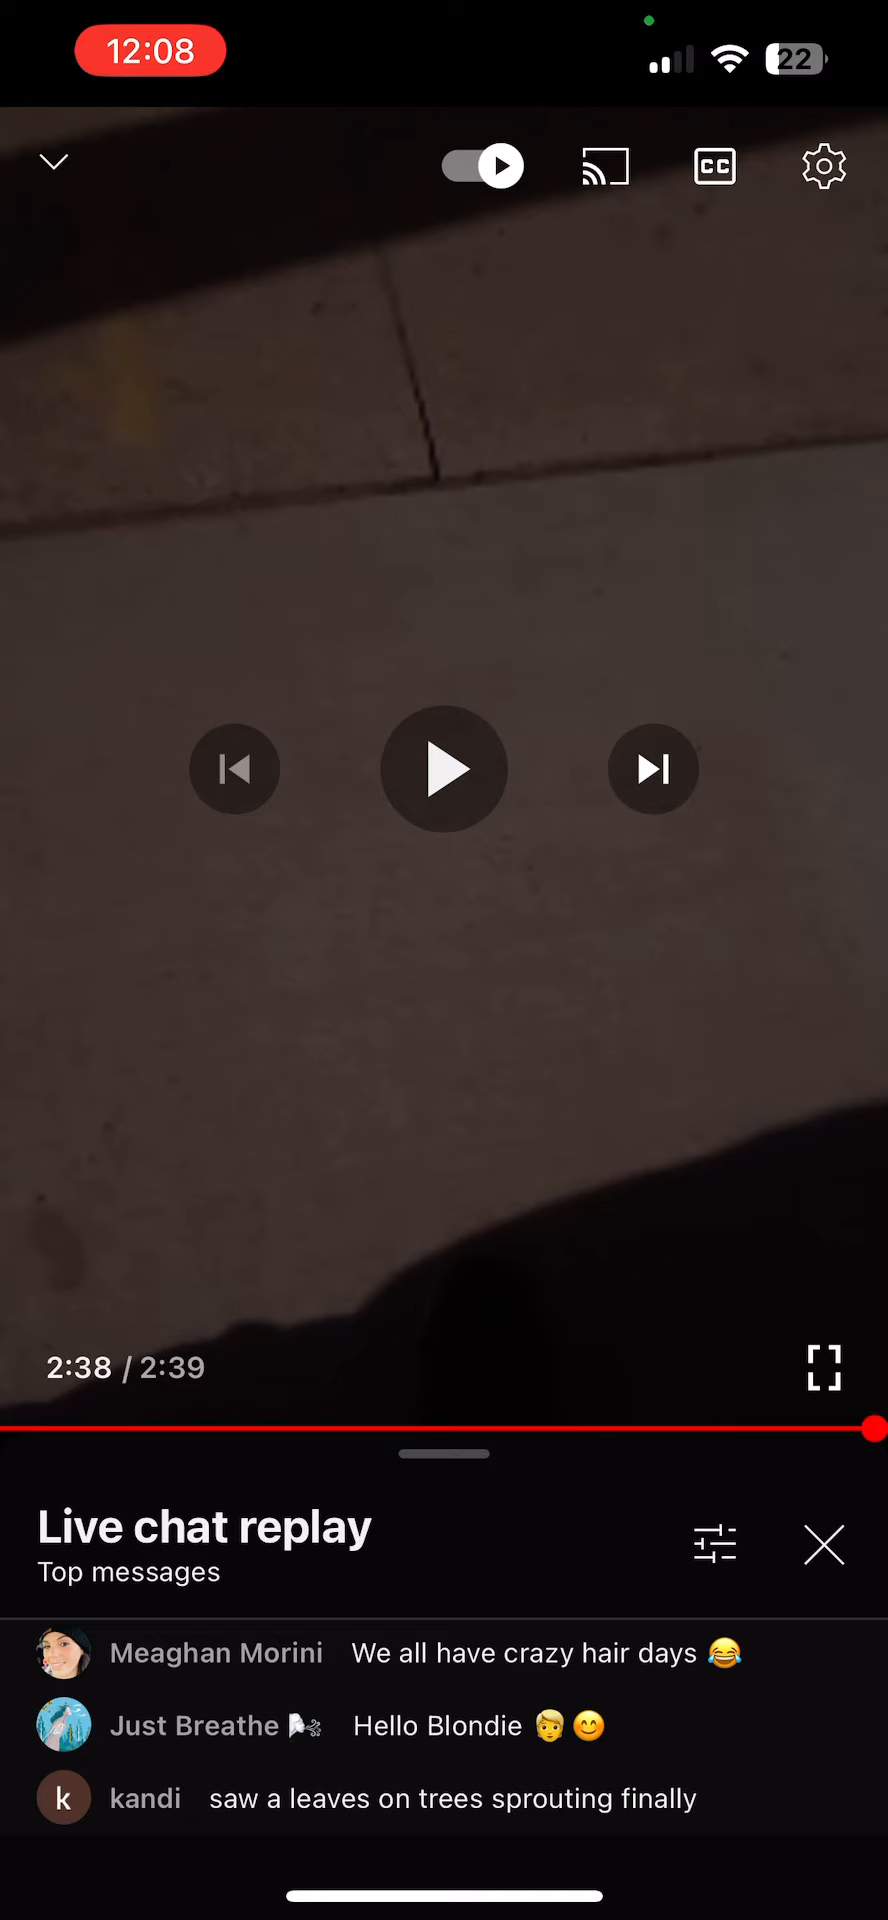 12:08
22
CC
2:38 / 2:39
Live chat replay
Top messages
Meaghan Morini We all have crazy hair days 😂
Just Breathe 🌬️ Hello Blondie 👱😊
k
kandi saw a leaves on trees sprouting finally